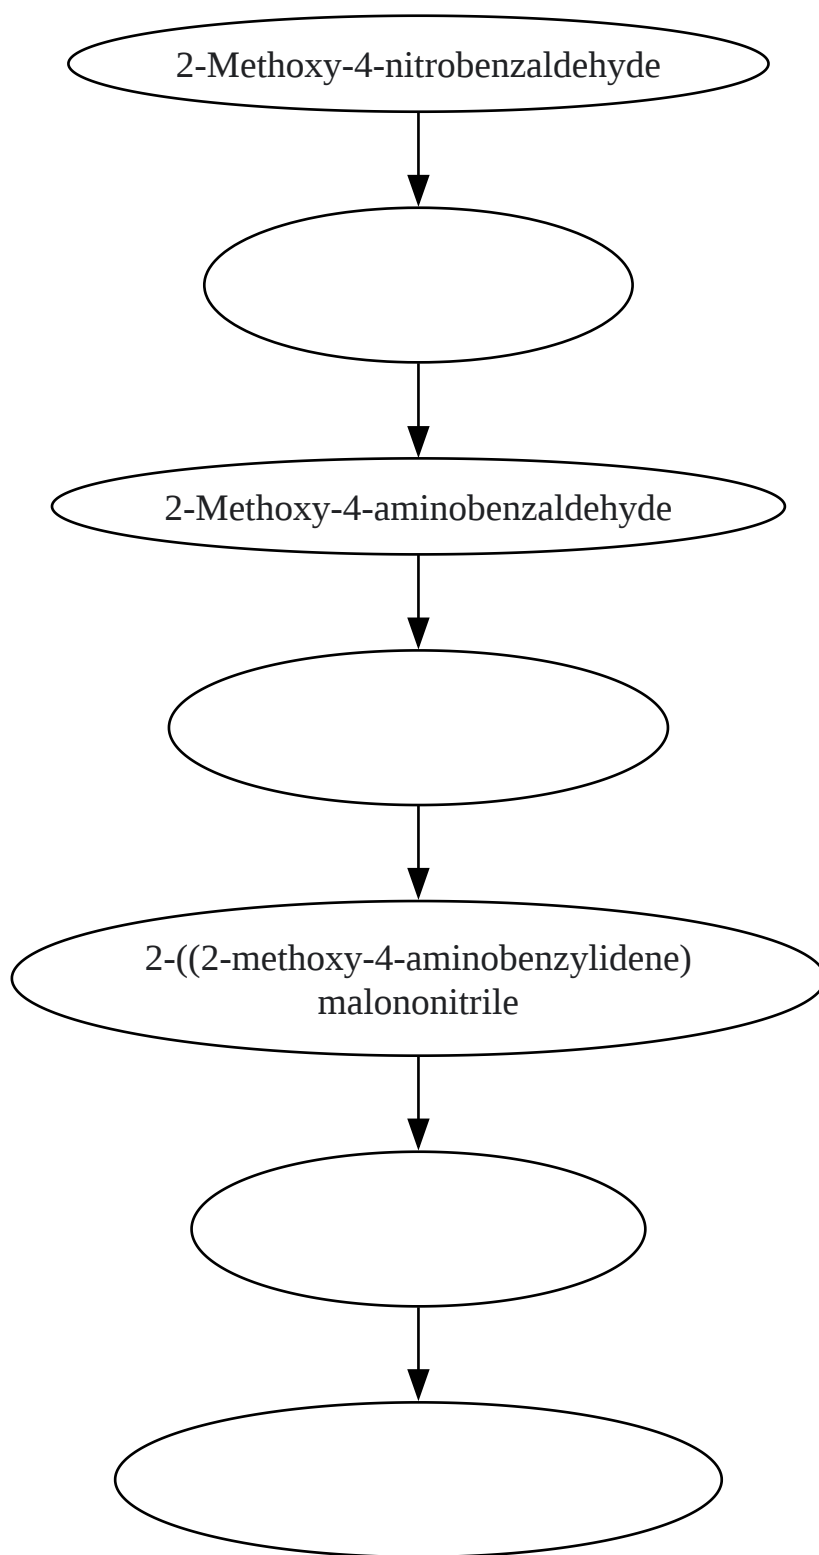 2-Methoxy-4-nitrobenzaldehyde
2-Methoxy-4-aminobenzaldehyde
2-((2-methoxy-4-aminobenzylidene)
malononitrile